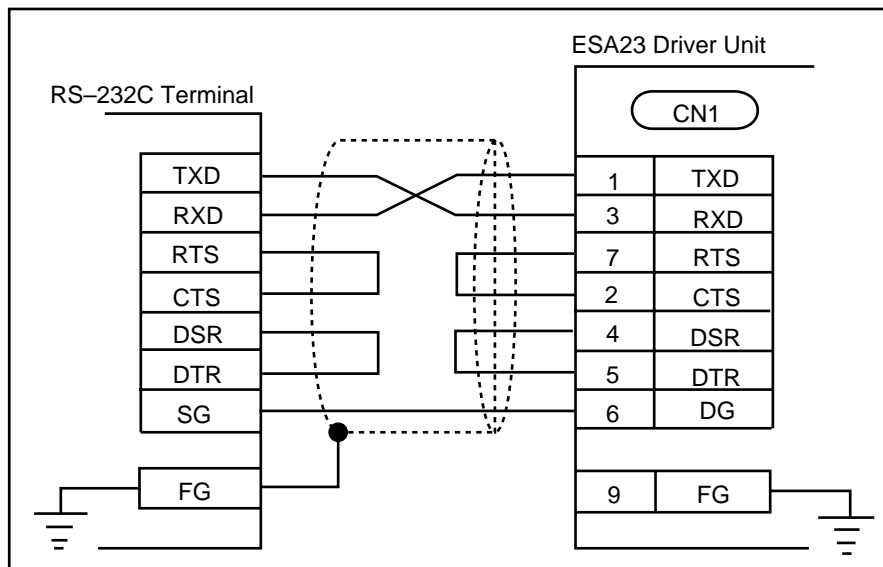 ESA23 Driver Unit
RS–232C Terminal
CN1
TXD 1 TXD
RXD 3 RXD
RTS 7 RTS
CTS 2 CTS
DSR 4 DSR
DTR 5 DTR
SG 6 DG
FG 9 FG